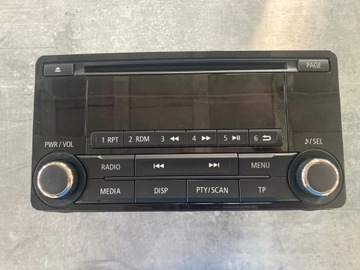 PAGE
1 RPT 2 RDM 3 4 5 6
PWR / VOL
/ SEL
RADIO MENU
MEDIA DISP PTY/SCAN TP